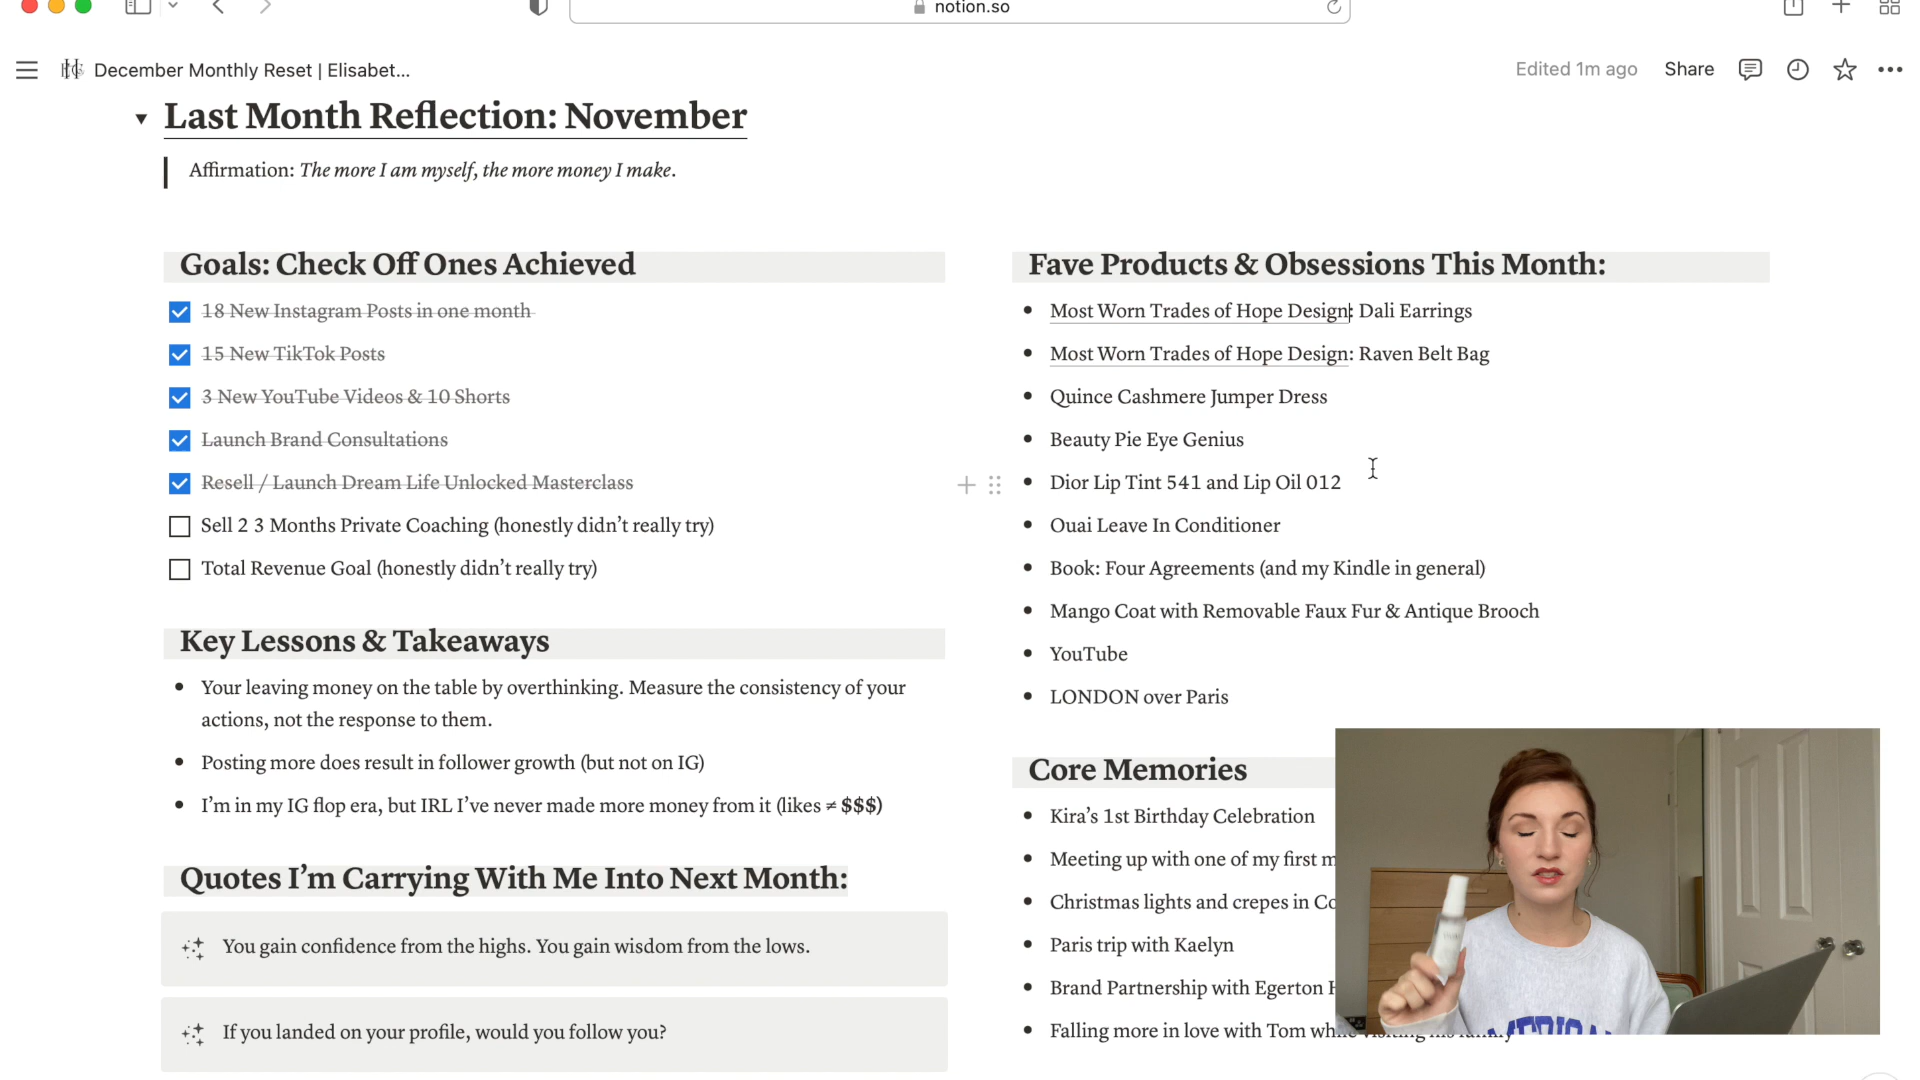 notion.so
December Monthly Reset | Elisabet...
Edited 1m ago
Share
Last Month Reflection: November
Affirmation: The more I am myself, the more money I make.
Goals: Check Off Ones Achieved
18 New Instagram Posts in one month
15 New TikTok Posts
3 New YouTube Videos & 10 Shorts
Launch Brand Consultations
Resell / Launch Dream Life Unlocked Masterclass
Sell 2 3 Months Private Coaching (honestly didn't really try)
Total Revenue Goal (honestly didn't really try)
Key Lessons & Takeaways
Your leaving money on the table by overthinking. Measure the consistency of your
actions, not the response to them.
Posting more does result in follower growth (but not on IG)
I'm in my IG flop era, but IRL I've never made more money from it (likes ≠ $$$)
Quotes I'm Carrying With Me Into Next Month:
You gain confidence from the highs. You gain wisdom from the lows.
If you landed on your profile, would you follow you?
Fave Products & Obsessions This Month:
Most Worn Trades of Hope Design: Dali Earrings
Most Worn Trades of Hope Design: Raven Belt Bag
Quince Cashmere Jumper Dress
Beauty Pie Eye Genius
Dior Lip Tint 541 and Lip Oil 012
Ouai Leave In Conditioner
Book: Four Agreements (and my Kindle in general)
Mango Coat with Removable Faux Fur & Antique Brooch
YouTube
LONDON over Paris
Core Memories
Kira's 1st Birthday Celebration
Meeting up with one of my first
Christmas lights and crepes in
Paris trip with Kaelyn
Brand Partnership with Egerton
Falling more in love with Tom while visiting his family